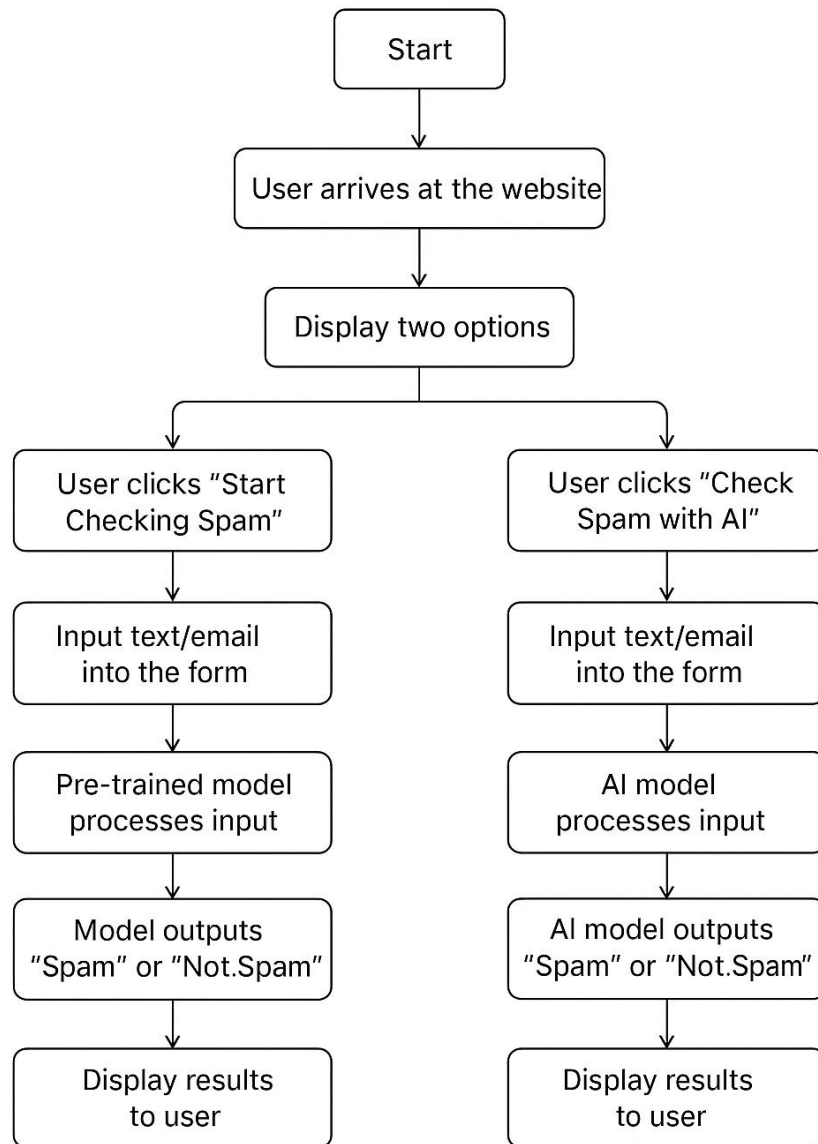 Start
User arrives at the website
Display two options
User clicks “Start
Checking Spam”
Input text/email
into the form
Pre-trained model
processes input
Model outputs
“Spam” or “Not.Spam”
Display results
to user
User clicks “Check
Spam with AI”
Input text/email
into the form
AI model
processes input
AI model outputs
“Spam” or “Not.Spam”
Display results
to user